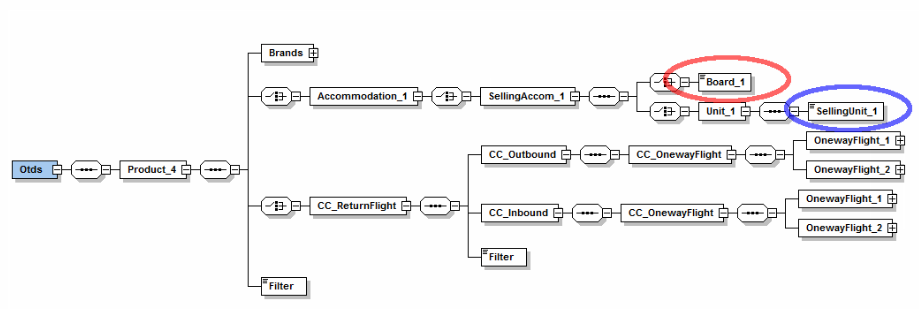 Brands
Board_1
Accommodation_1
SellingAccom_1
Unit_1
SellingUnit_1
OnewayFlight_1
CC_Outbound
CC_OnewayFlight
Otds
Product_4
OnewayFlight_2
OnewayFlight_1
CC_ReturnFlight
CC_Inbound
CC_OnewayFlight
OnewayFlight_2
Filter
Filter